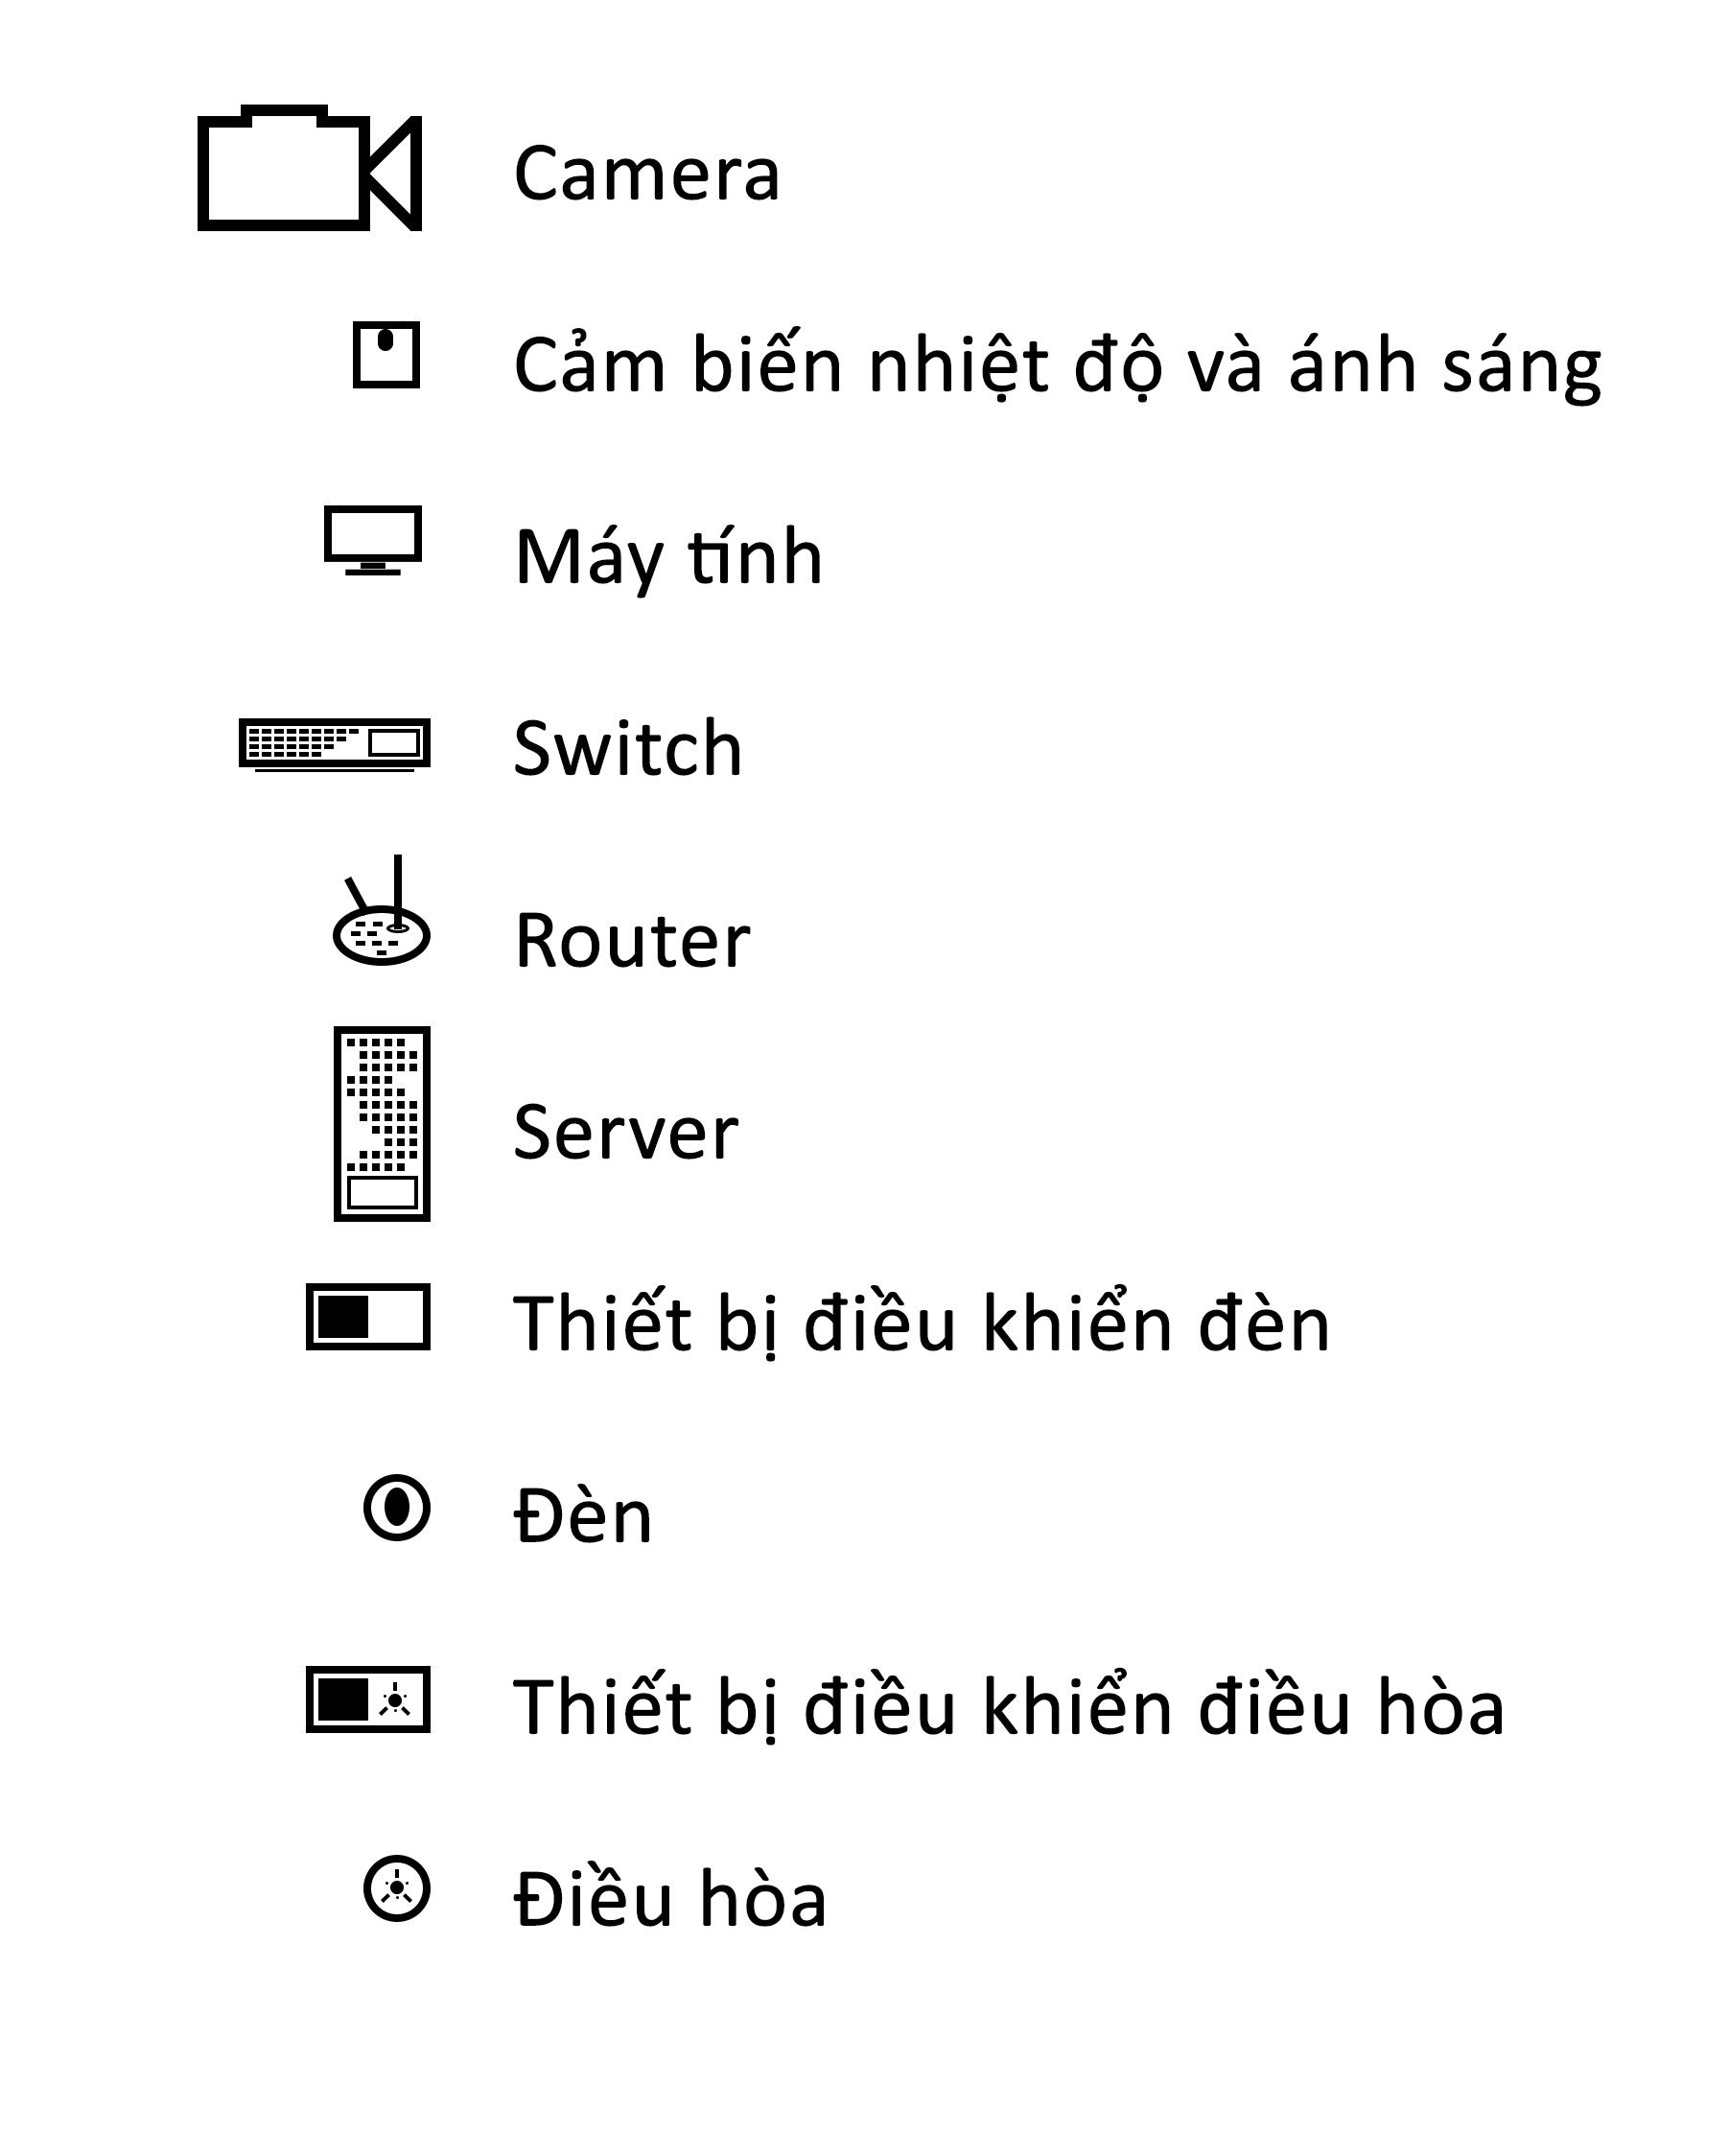 Camera
Cảm biến nhiệt độ và ánh sáng
Máy tính
Switch
Router
Server
Thiết bị điều khiển đèn
Đèn
Thiết bị điều khiển điều hòa
Điều hòa